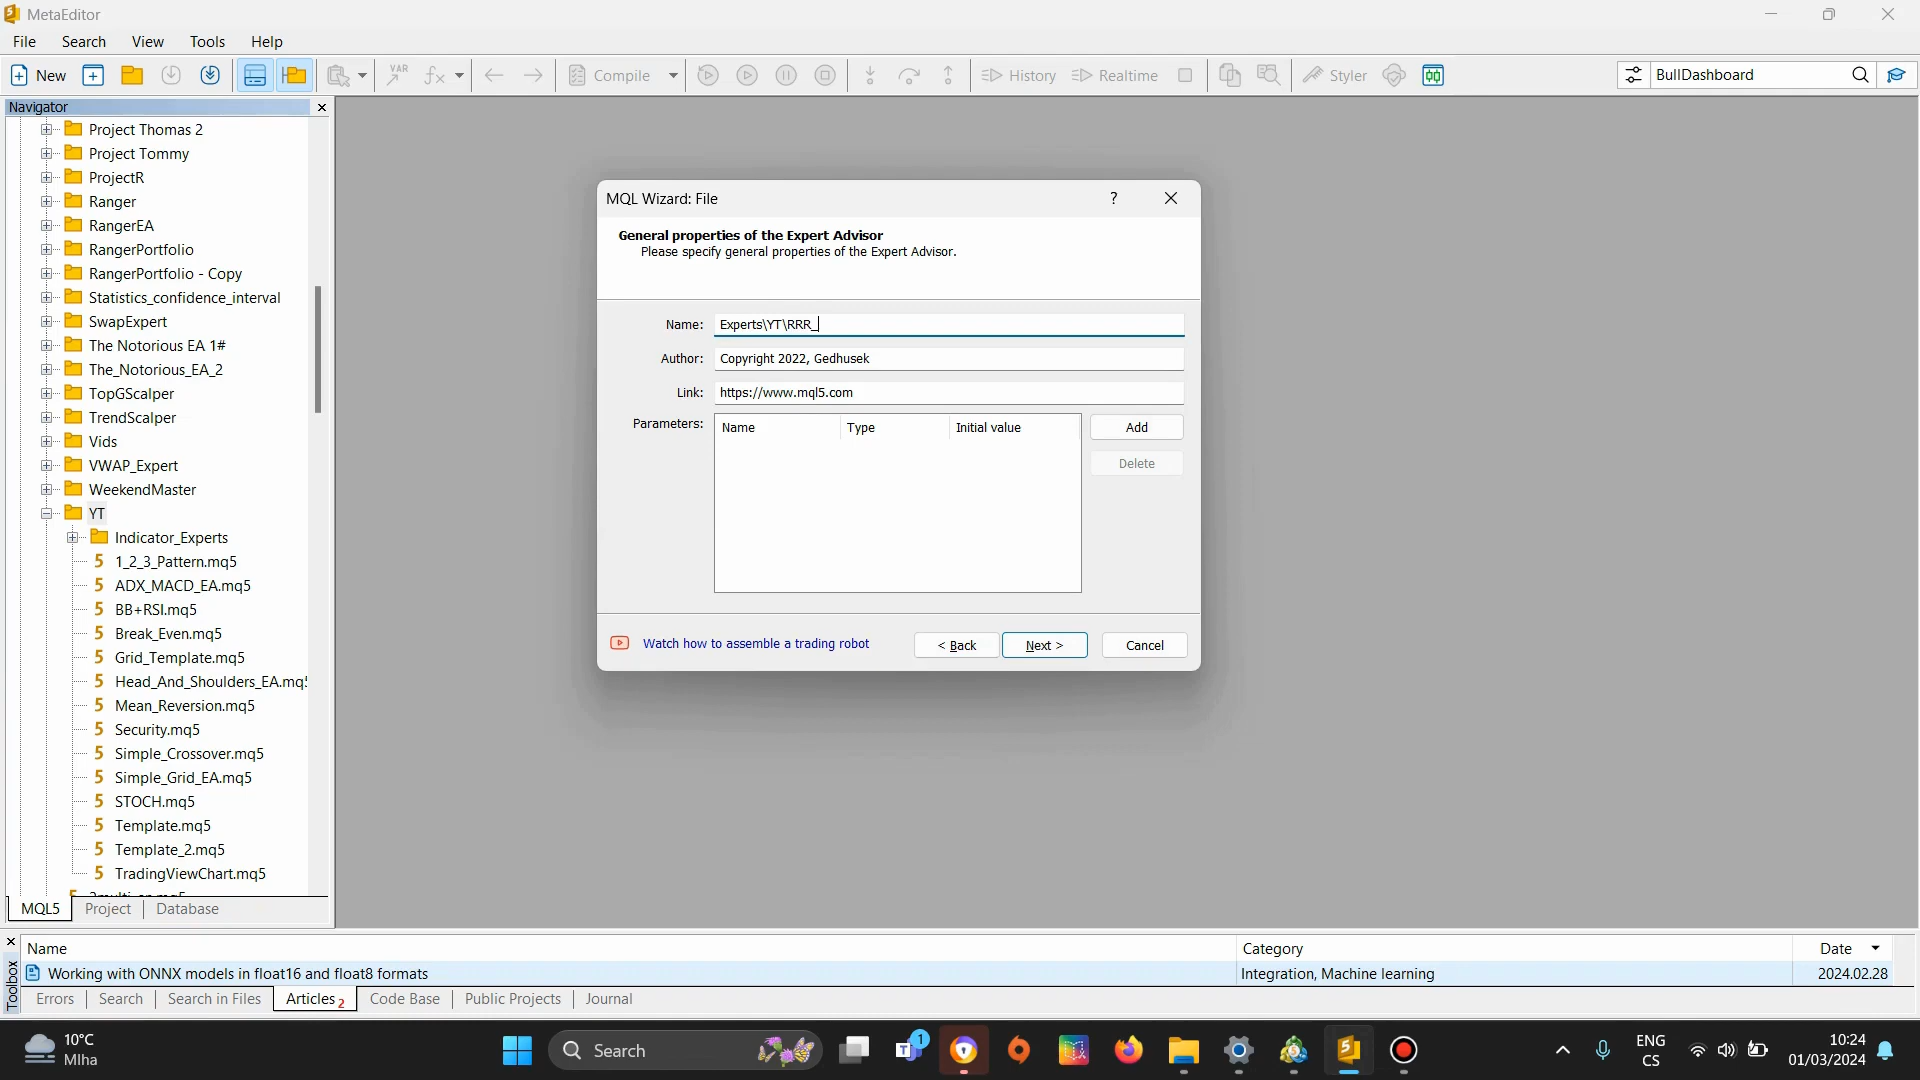 MetaEditor
File Search View Tools Help
New Compile History Realtime Styler BullDashboard
Navigator
Project Thomas 2
Project Tommy
ProjectR
Ranger
RangerEA
RangerPortfolio
RangerPortfolio - Copy
Statistics_confidence_interval
SwapExpert
The Notorious EA 1#
The_Notorious_EA_2
TopGScalper
TrendScalper
Vids
VWAP_Expert
WeekendMaster
YT
Indicator_Experts
1_2_3_Pattern.mq5
ADX_MACD_EA.mq5
BB+RSI.mq5
Break_Even.mq5
Grid_Template.mq5
Head_And_Shoulders_EA.mq5
Mean_Reversion.mq5
Security.mq5
Simple_Crossover.mq5
Simple_Grid_EA.mq5
STOCH.mq5
Template.mq5
Template_2.mq5
TradingViewChart.mq5
MQL5 Project Database
MQL Wizard: File ?
General properties of the Expert Advisor
Please specify general properties of the Expert Advisor.
Name: Experts\YT\RRR_
Author: Copyright 2022, Gedhusek
Link: https://www.mql5.com
Parameters: Name Type Initial value Add
Delete
Watch how to assemble a trading robot < Back Next > Cancel
Toolbox
Name Category Date
Working with ONNX models in float16 and float8 formats Integration, Machine learning 2024.02.28
Errors Search Search in Files Articles 2 Code Base Public Projects Journal
10°C
Mlha
Search
1
ENG
CS
10:24
01/03/2024